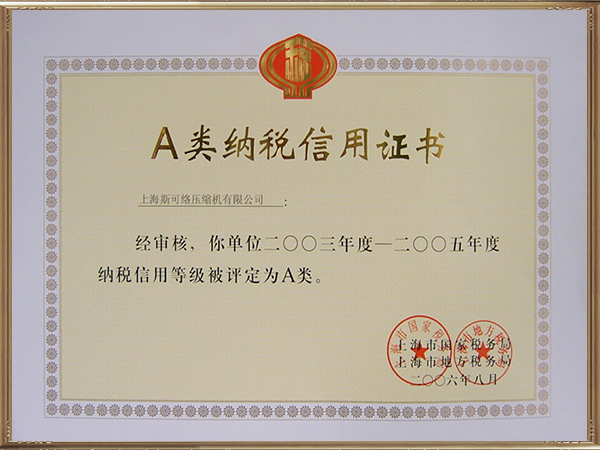 税
A类纳税信用证书
上海斯可络压缩机有限公司：
经审核，你单位二〇〇三年度—二〇〇五年度
纳税信用等级被评定为A类。
上海市国家税务局
上海市地方税务局
二〇〇六年八月